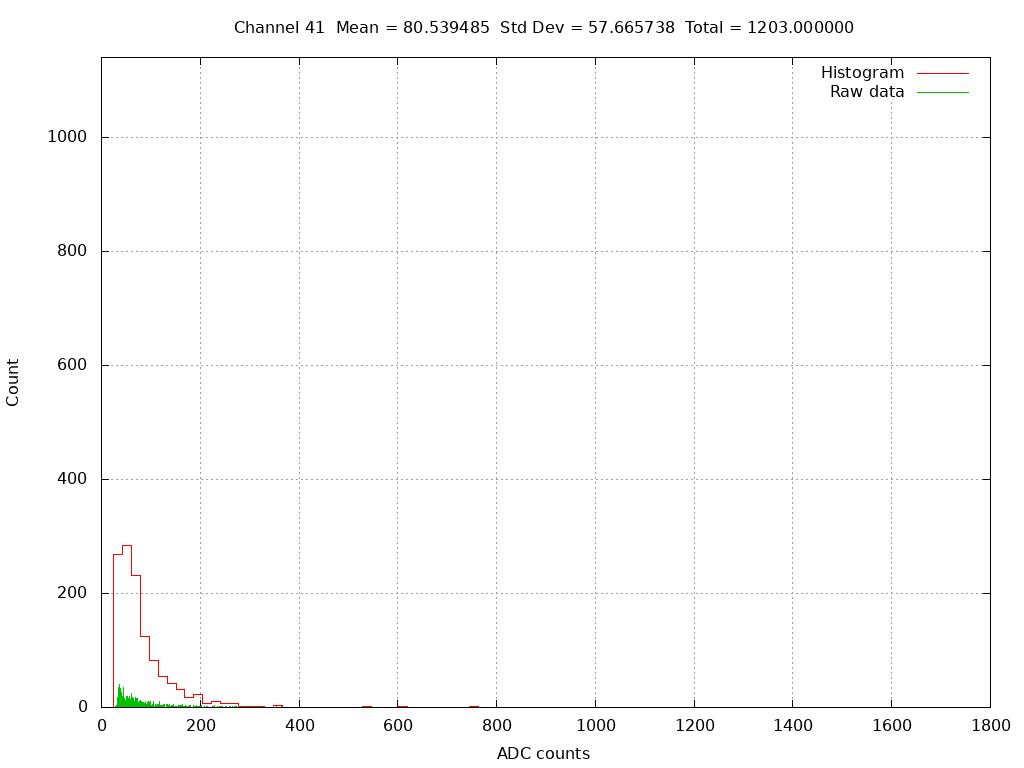 Channel 41  Mean = 80.539485  Std Dev = 57.665738  Total = 1203.000000
Histogram
Raw data
1000
800
600
400
200
0
Count
0 200 400 600 800 1000 1200 1400 1600 1800
ADC counts